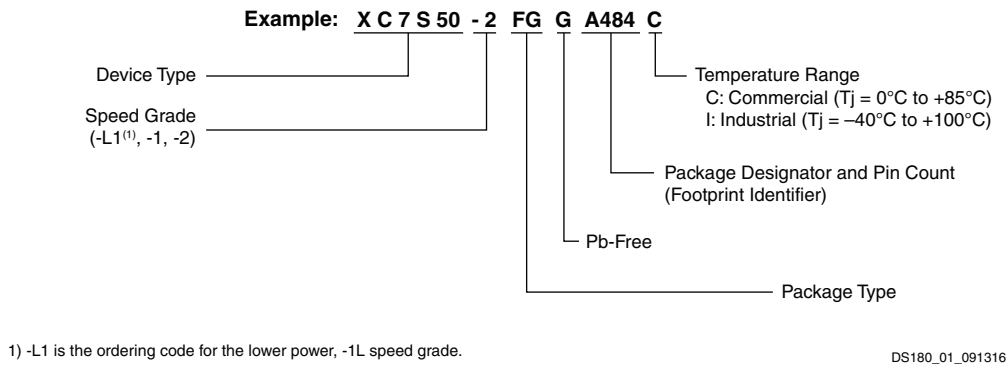 Example: X C 7 S 50 - 2 FG G A484 C
Device Type
Speed Grade
(-L1(1), -1, -2)
Temperature Range
C: Commercial (Tj = 0°C to +85°C)
I: Industrial (Tj = –40°C to +100°C)
Package Designator and Pin Count
(Footprint Identifier)
Pb-Free
Package Type
1) -L1 is the ordering code for the lower power, -1L speed grade.
DS180_01_091316